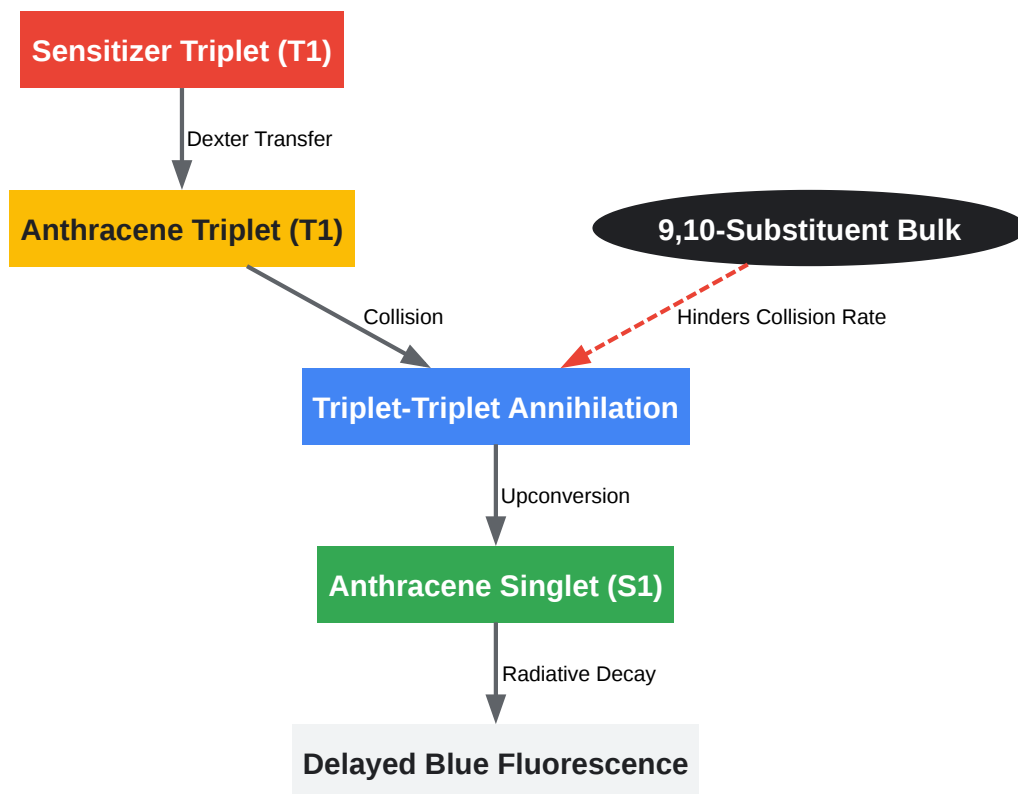 Sensitizer Triplet (T1)
Dexter Transfer
Anthracene Triplet (T1)
9,10-Substituent Bulk
Collision
Hinders Collision Rate
Triplet-Triplet Annihilation
Upconversion
Anthracene Singlet (S1)
Radiative Decay
Delayed Blue Fluorescence